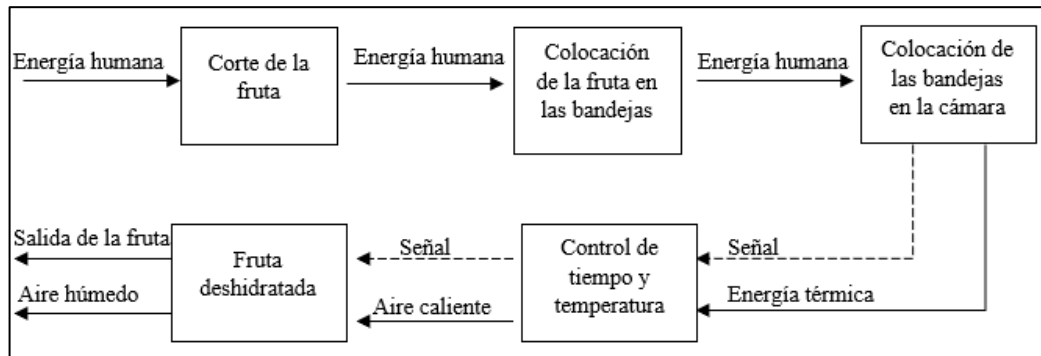 Energía humana
Corte de la
fruta
Energía humana
Colocación
de la fruta en
las bandejas
Energía humana
Colocación de
las bandejas
en la cámara
Salida de la fruta
Aire húmedo
Fruta
deshidratada
Señal
Aire caliente
Control de
tiempo y
temperatura
Señal
Energía térmica